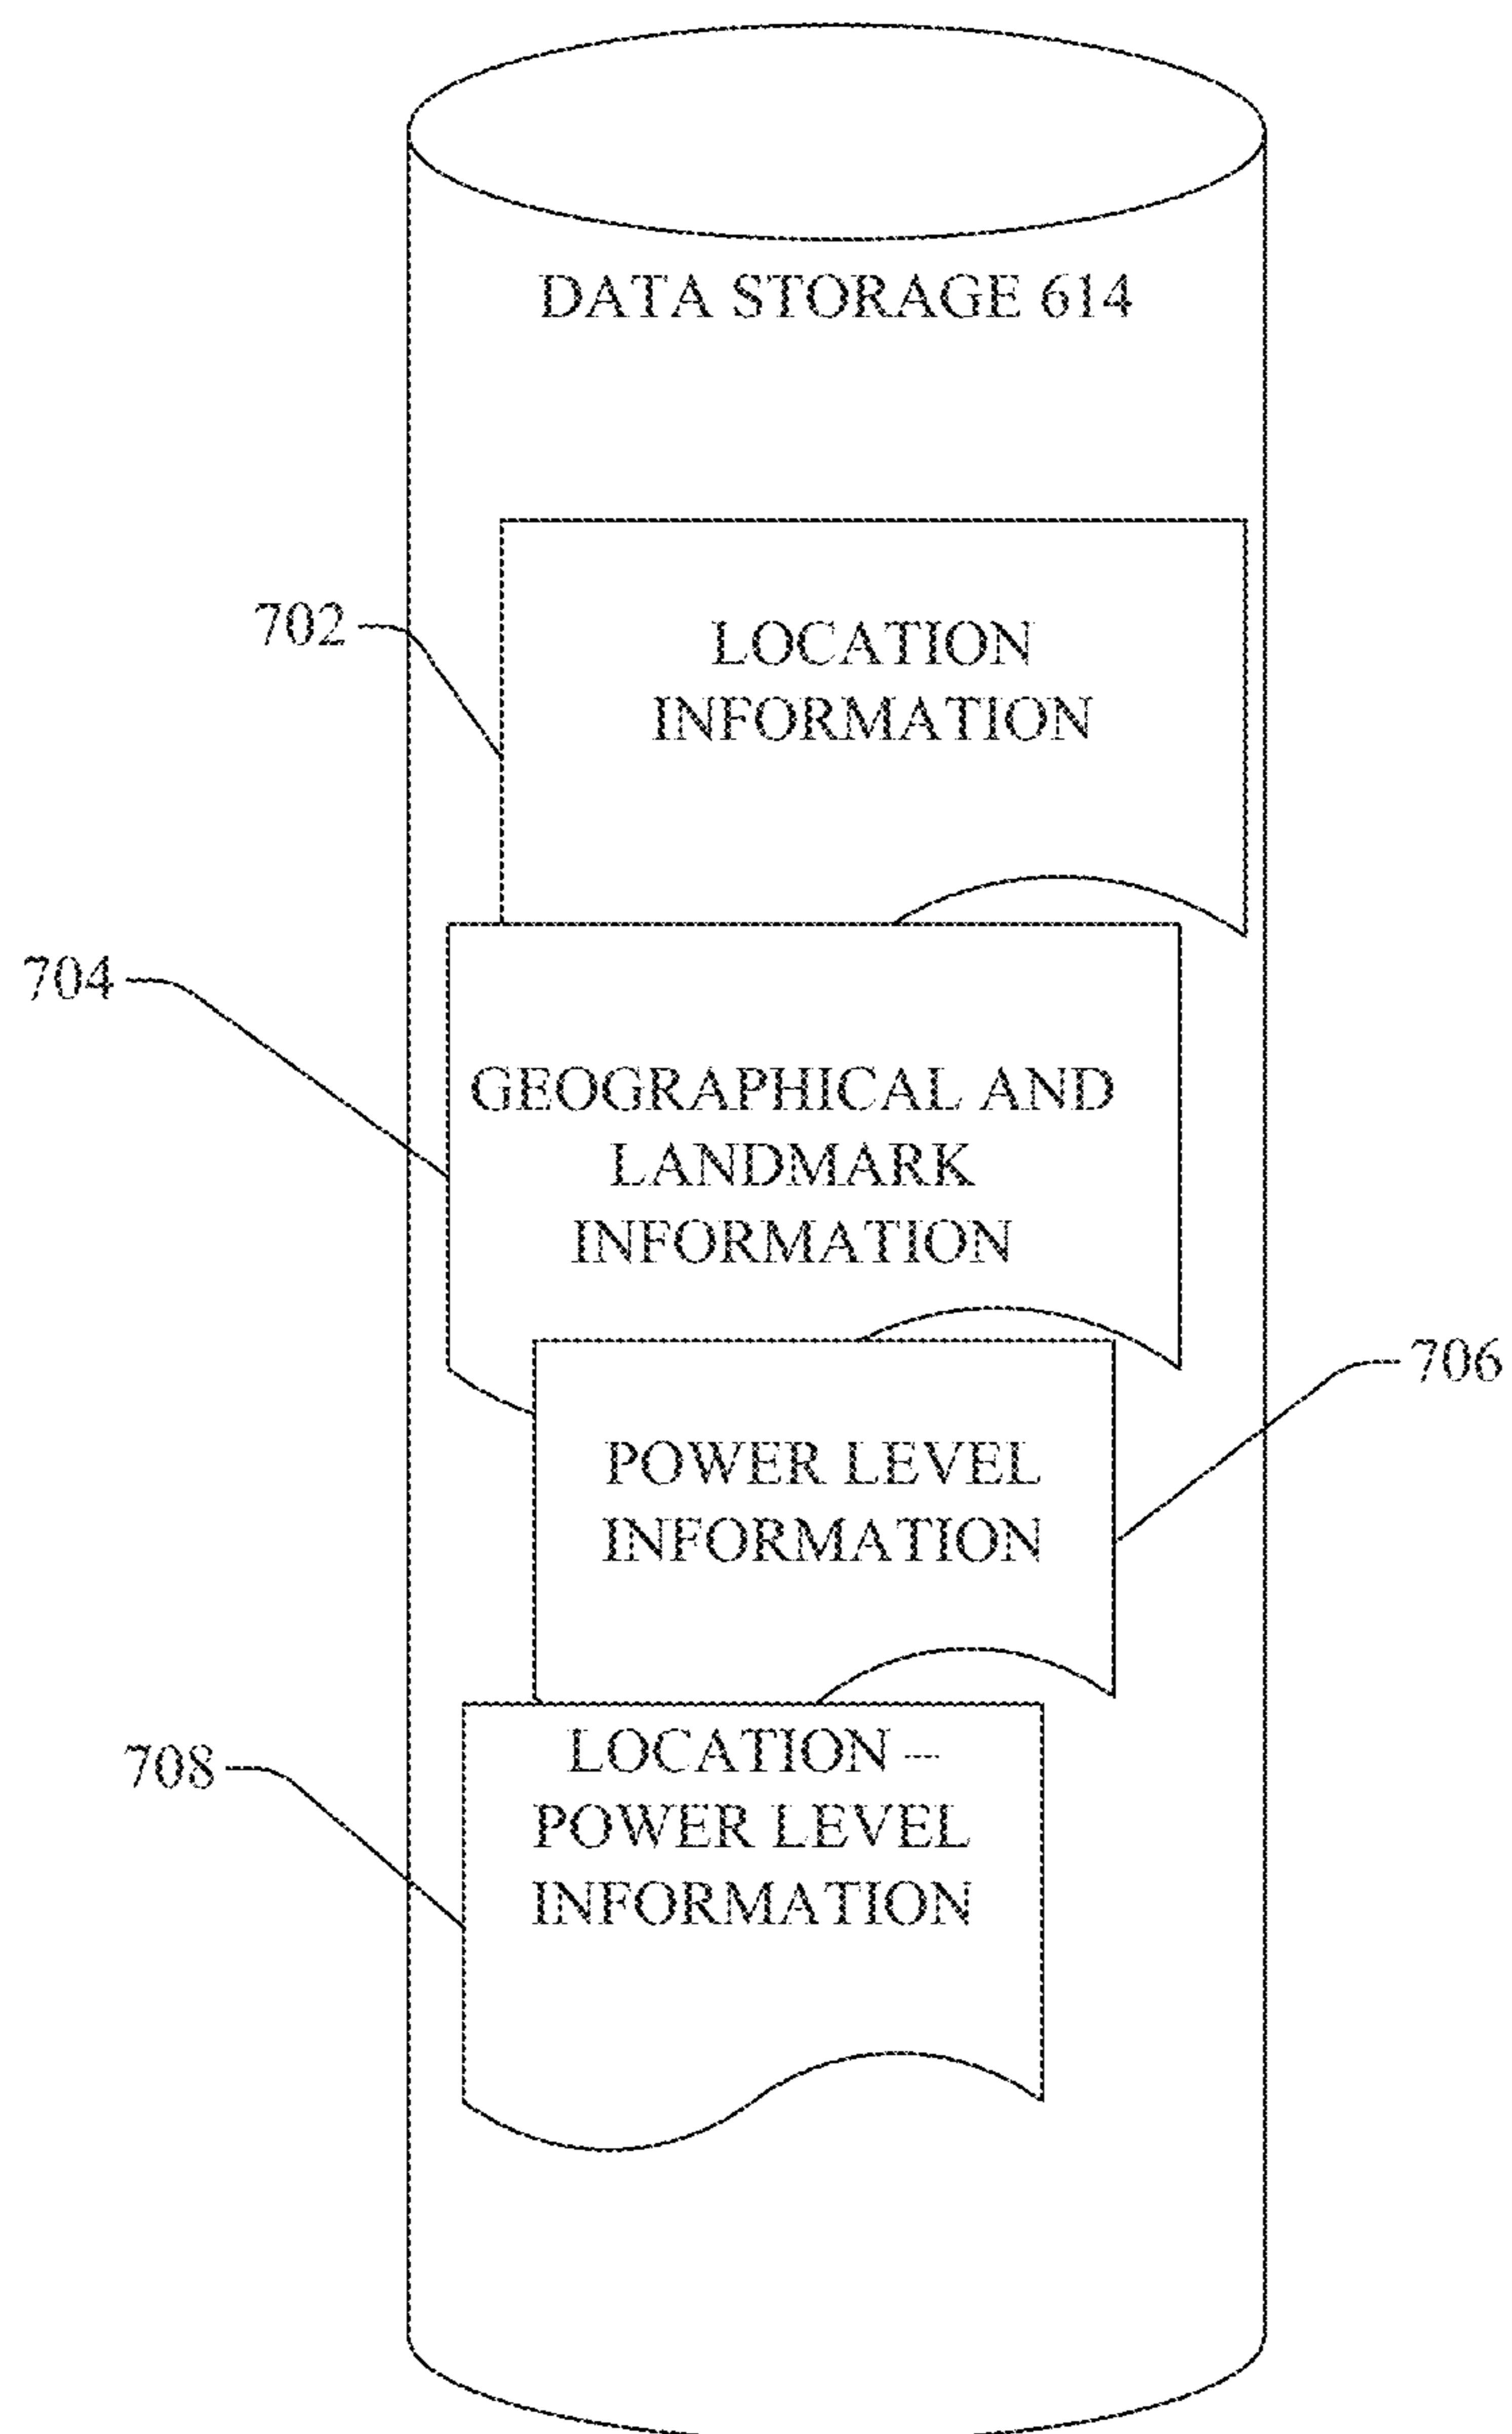 DATA STORAGE 614
702
LOCATION
INFORMATION
704
GEOGRAPHICAL AND
LANDMARK
INFORMATION
706
POWER LEVEL
INFORMATION
708
LOCATION –
POWER LEVEL
INFORMATION